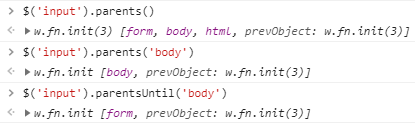 > $('input').parents()
<· ▶w.fn.init(3) [form, body, html, prevObject: w.fn.init(3)]
> $('input').parents('body')
<· ▶w.fn.init [body, prevObject: w.fn.init(3)]
> $('input').parentsUntil('body')
<· ▶w.fn.init [form, prevObject: w.fn.init(3)]